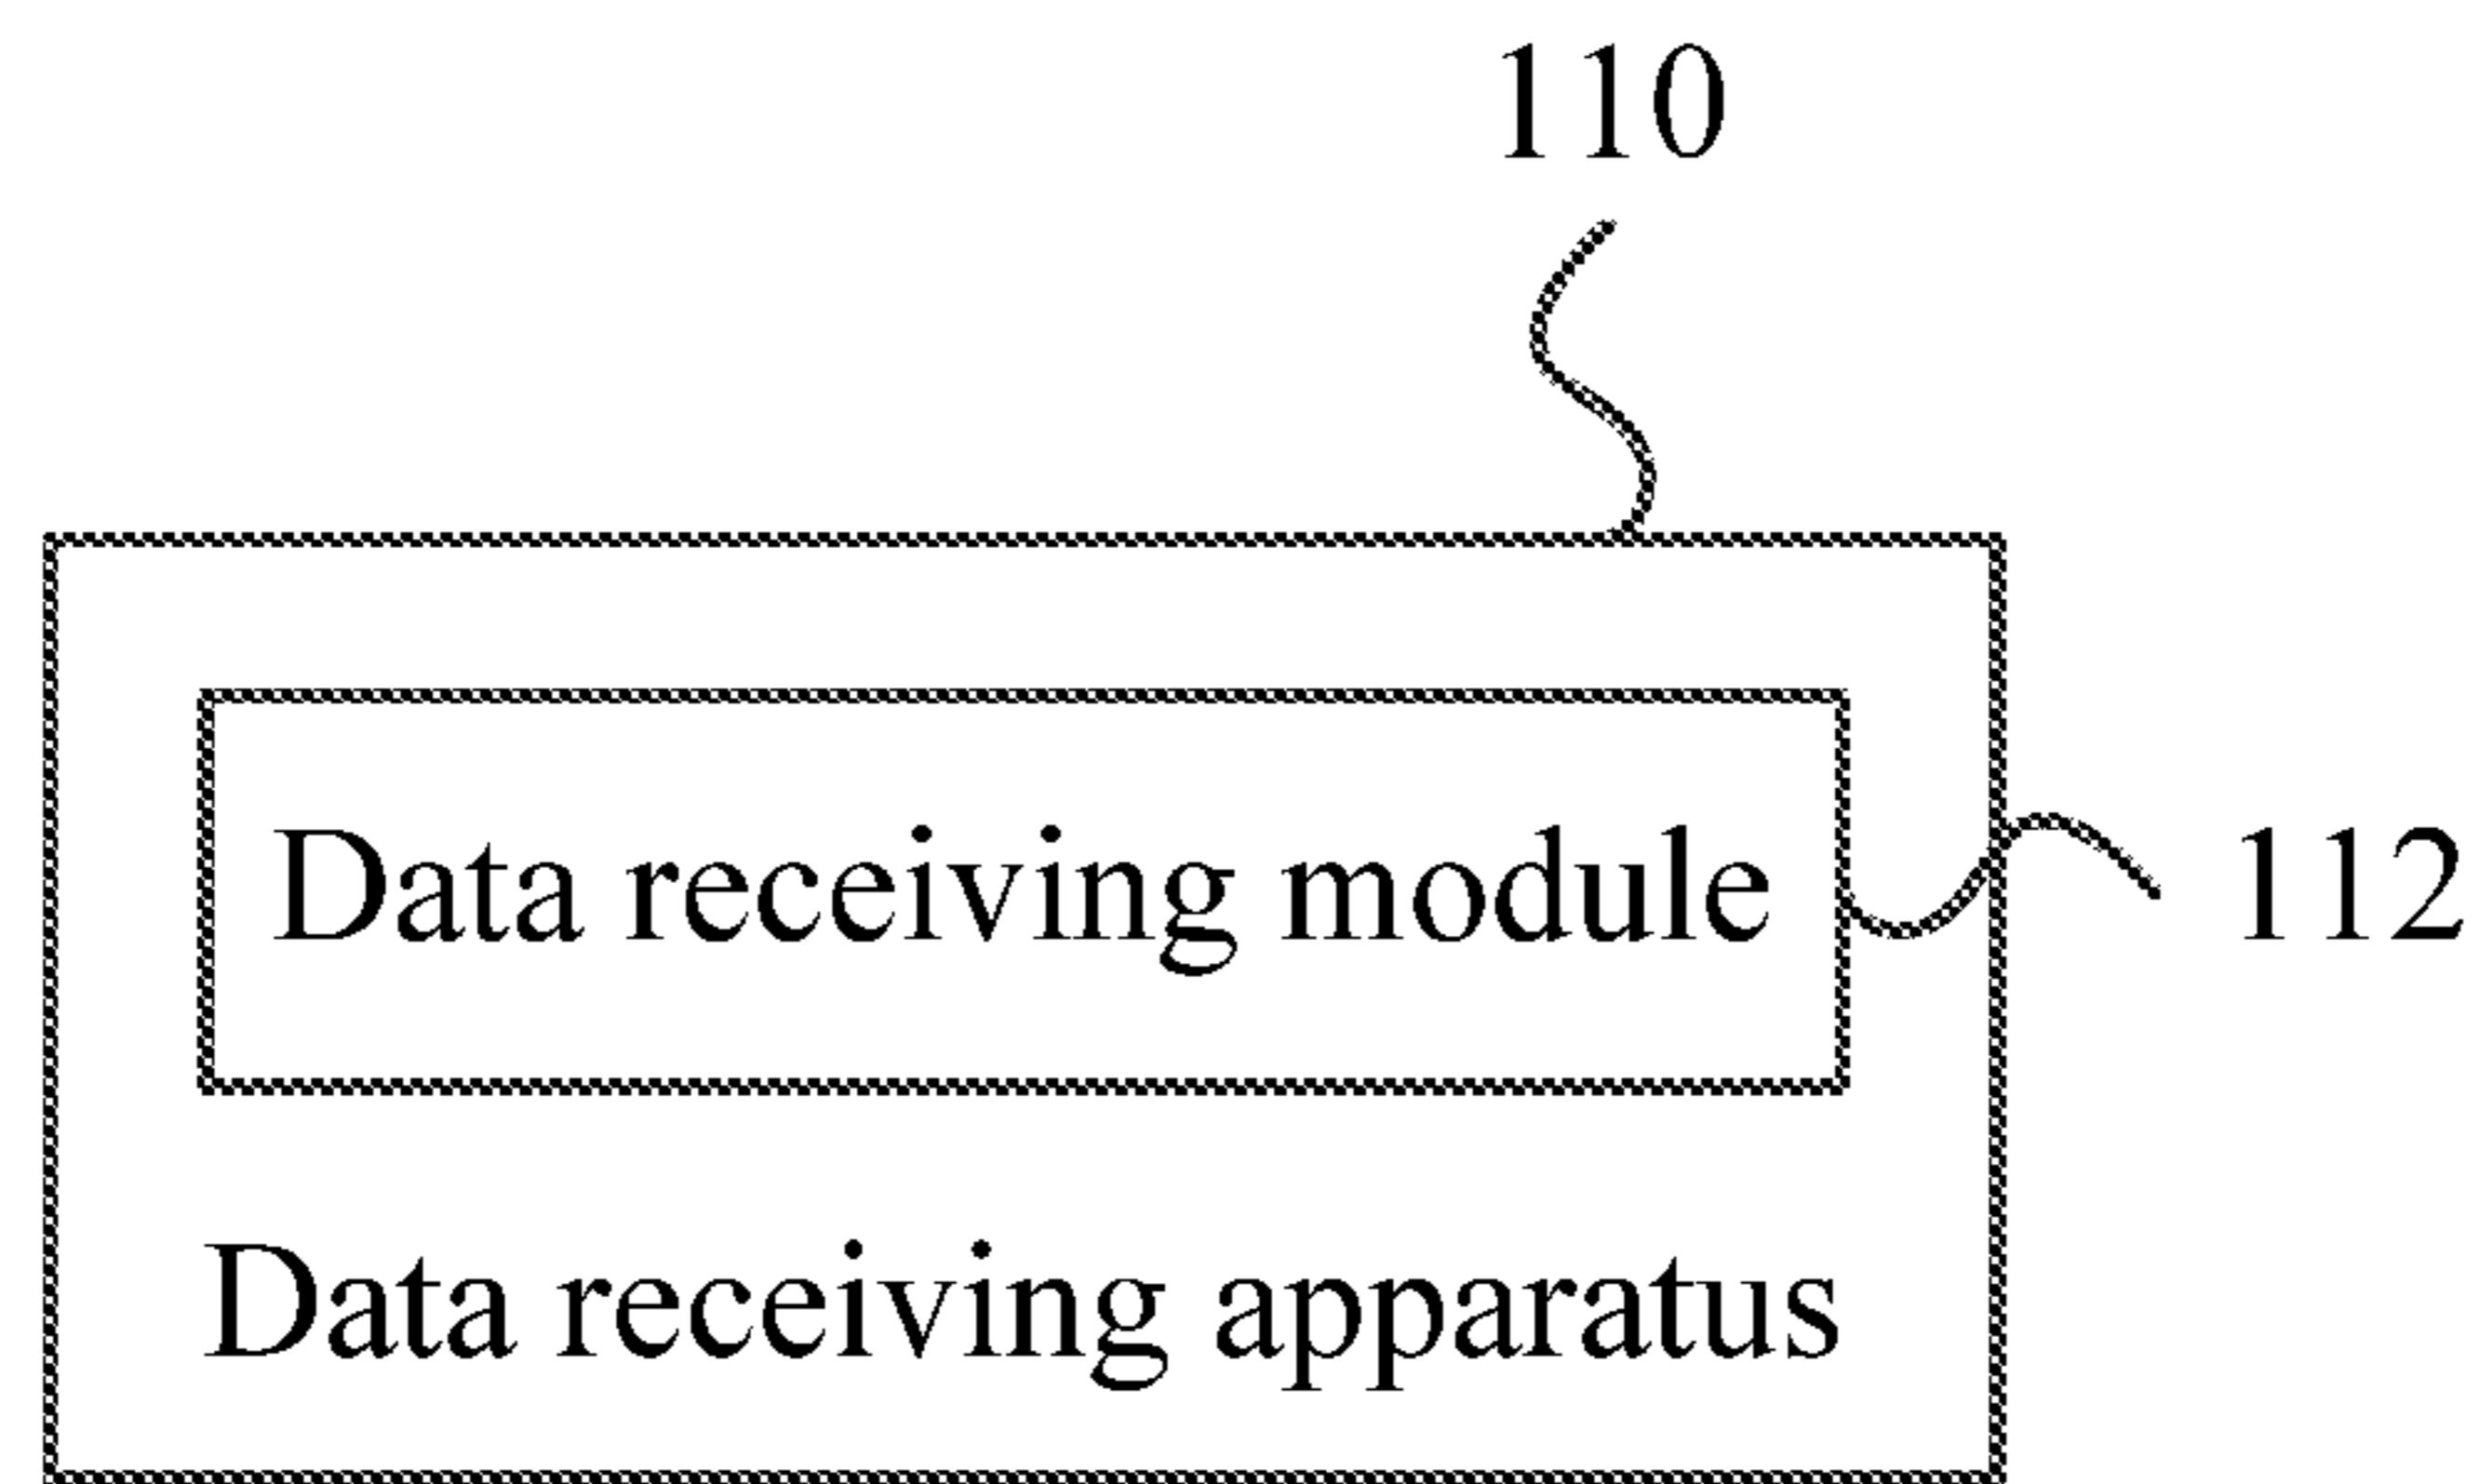 110
Data receiving module
112
Data receiving apparatus